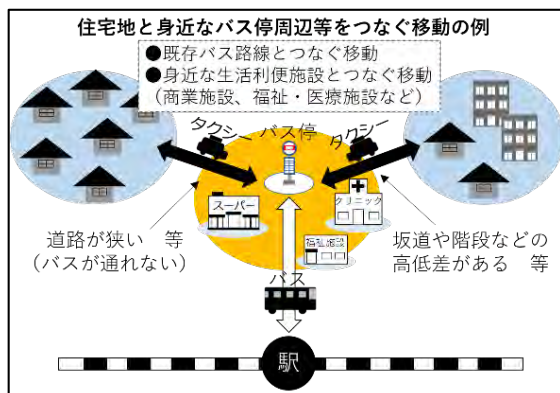 住宅地と身近なバス停周辺等をつなぐ移動の例
●既存バス路線とつなぐ移動
●身近な生活利便施設とつなぐ移動
(商業施設、福祉・医療施設など)
タクシー
バス停
タクシー
スーパー
クリニック
福祉施設
道路が狭い 等
(バスが通れない)
坂道や階段などの
高低差がある 等
バス
駅